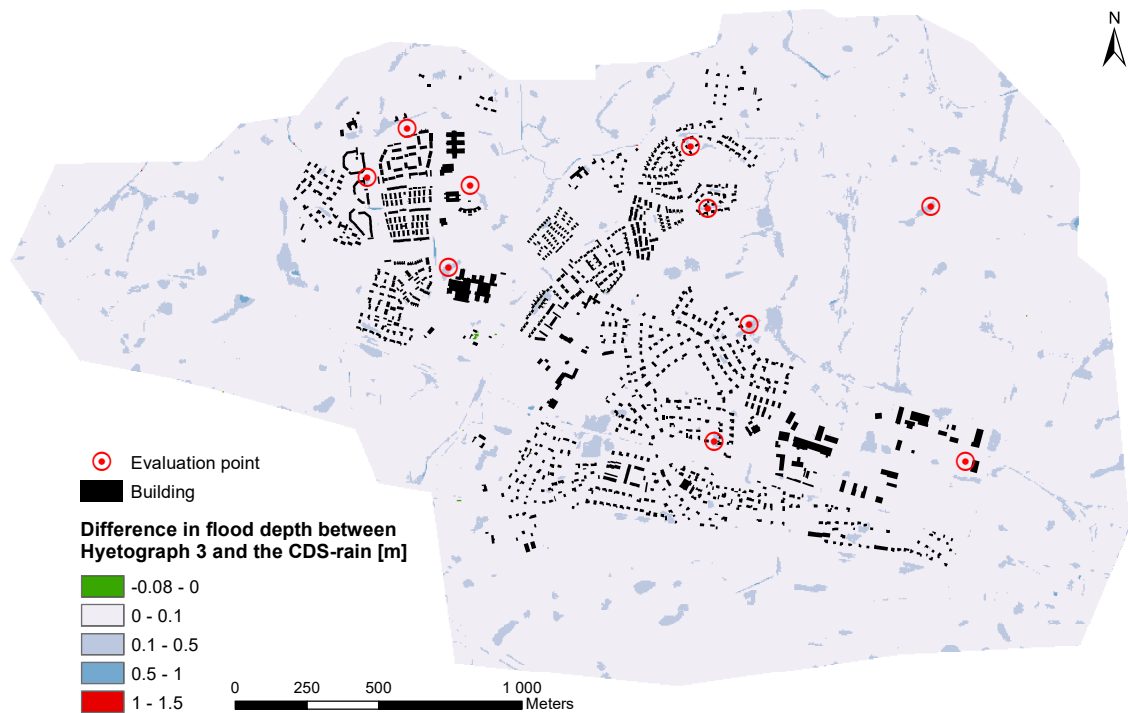 N
Evaluation point
Building
Difference in flood depth between
Hyetograph 3 and the CDS-rain [m]
-0.08 - 0
0 - 0.1
0.1 - 0.5
0.5 - 1
1 - 1.5
0 250 500 1 000
Meters